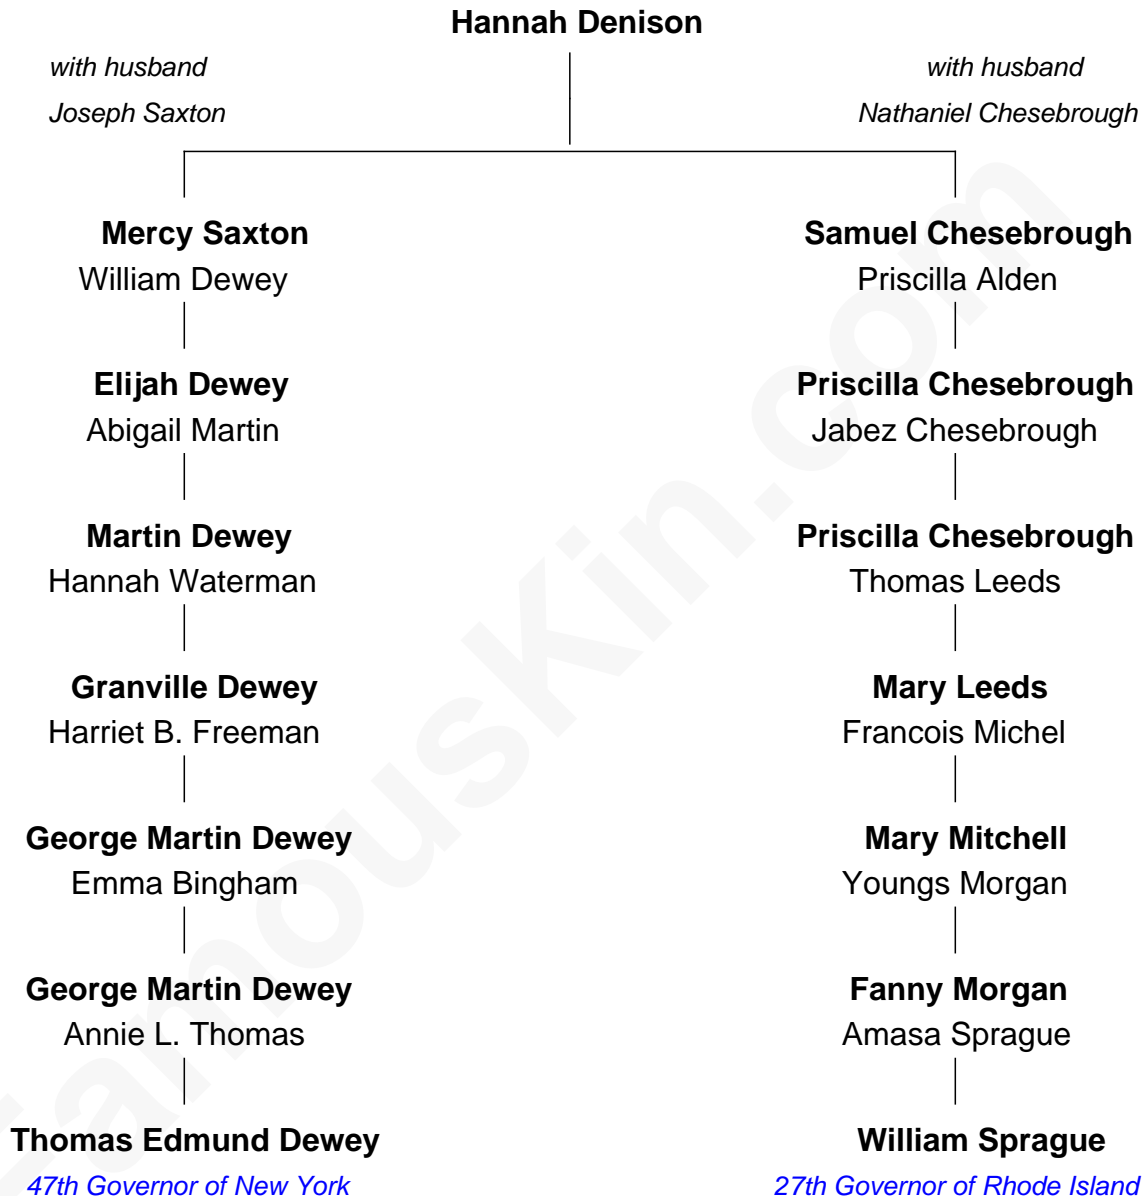 Hannah Denison
with husband
Joseph Saxton
with husband
Nathaniel Chesebrough
Mercy Saxton
William Dewey
Samuel Chesebrough
Priscilla Alden
Elijah Dewey
Abigail Martin
Priscilla Chesebrough
Jabez Chesebrough
Martin Dewey
Hannah Waterman
Priscilla Chesebrough
Thomas Leeds
Granville Dewey
Harriet B. Freeman
Mary Leeds
Francois Michel
George Martin Dewey
Emma Bingham
Mary Mitchell
Youngs Morgan
George Martin Dewey
Annie L. Thomas
Fanny Morgan
Amasa Sprague
Thomas Edmund Dewey
47th Governor of New York
William Sprague
27th Governor of Rhode Island
FamousKin.com